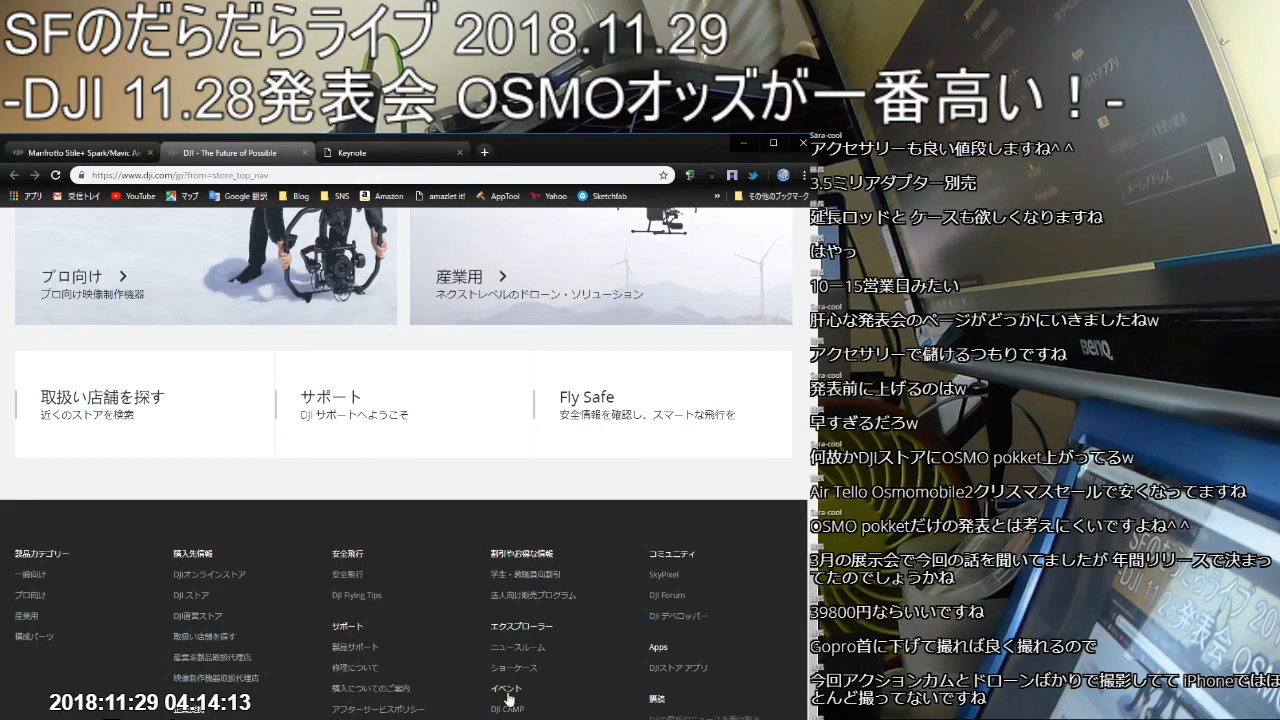 SFのだらだらライブ 2018.11.29
-DJI 11.28発表会 OSMOオッズが一番高い！-
Manfrotto Stile+ Spark/Mavic A
DJI - The Future of Possible
Keynote
https://www.dji.com/jp?from=store_top_nav
アプリ
受信トレイ
YouTube
マップ
Google 翻訳
Blog
SNS
Amazon
amazlet it!
AppTool
Yahoo
Sketchfab
»
その他のブックマーク
プロ向け
プロ向け映像制作機器
産業用
ネクストレベルのドローン・ソリューション
取扱い店舗を探す
近くのストアを検索
サポート
DJI サポートへようこそ
Fly Safe
安全情報を確認し、スマートな飛行を
製品カテゴリー
一般向け
プロ向け
産業用
構成パーツ
購入先情報
DJIオンラインストア
DJI ストア
DJI直営ストア
取扱い店舗を探す
産業製品取扱代理店
映像制作機器取扱代理店
安全飛行
安全飛行
DJI Flying Tips
サポート
製品サポート
修理について
購入についてのご案内
アフターサービスポリシー
割引やお得な情報
学生・教職員向割引
法人向け販売プログラム
エクスプローラー
ニュースルーム
ショーケース
イベント
DJI CAMP
コミュニティ
SkyPixel
DJI Forum
DJI デベロッパー
Apps
DJIストア アプリ
購読
2018:11:29 04:14:13
Sara-cool
アクセサリーも良い値段しますね^ ^
3.5ミリアダプター別売
延長ロッドと ケースも欲しくなりますね
はやっ
10ー15営業日みたい
Sara-cool
肝心な発表会のページがどっかにいきましたねw
アクセサリーで儲けるつもりですね
発表前に上げるのはw
早すぎるだろw
Sara-cool
何故かDJIストアにOSMO pokket上がってるw
Air Tello Osmomobile2クリスマスセールで安くなってますね
Sara-cool
OSMO pokketだけの発表とは考えにくいですよね^ ^
3月の展示会で今回の話を聞いてましたが 年間リリースで決まっ
てたのでしょうかね
39800円ならいいですね
Gopro首に下げて撮れば良く撮れるので
今回アクションカムとドローンばかりで撮影してて iPhoneではほ
とんど撮ってないですね
Apps
メールアドレス
BenQ